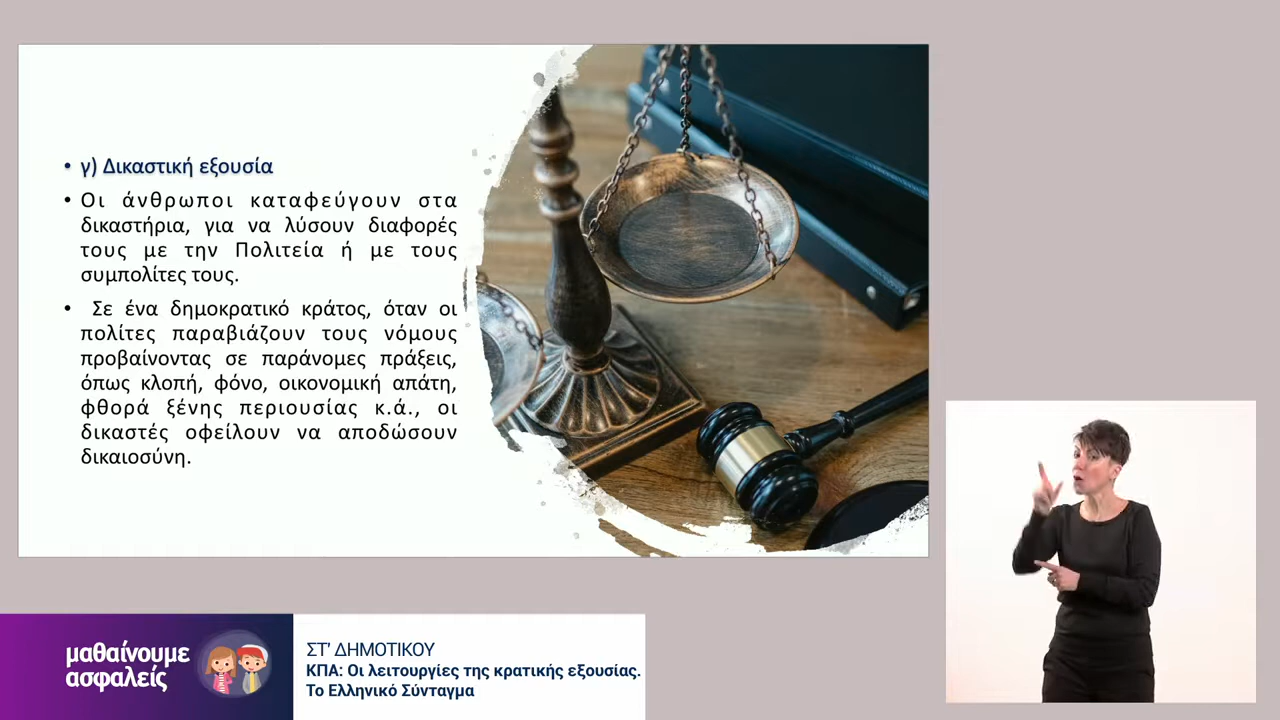 • γ) Δικαστική εξουσία
• Οι άνθρωποι καταφεύγουν στα
δικαστήρια, για να λύσουν διαφορές
τους με την Πολιτεία ή με τους
συμπολίτες τους.
• Σε ένα δημοκρατικό κράτος, όταν οι
πολίτες παραβιάζουν τους νόμους
προβαίνοντας σε παράνομες πράξεις,
όπως κλοπή, φόνο, οικονομική απάτη,
φθορά ξένης περιουσίας κ.ά., οι
δικαστές οφείλουν να αποδώσουν
δικαιοσύνη.
μαθαίνουμε
ασφαλείς
ΣΤ' ΔΗΜΟΤΙΚΟΥ
ΚΠΑ: Οι λειτουργίες της κρατικής εξουσίας.
Το Ελληνικό Σύνταγμα